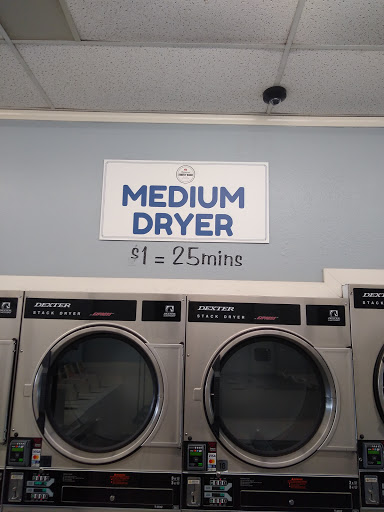 MEDIUM
DRYER
$1 = 25mins
DEXTER
STACK DRYER
DEXTER
STACK DRYER
DEXTER